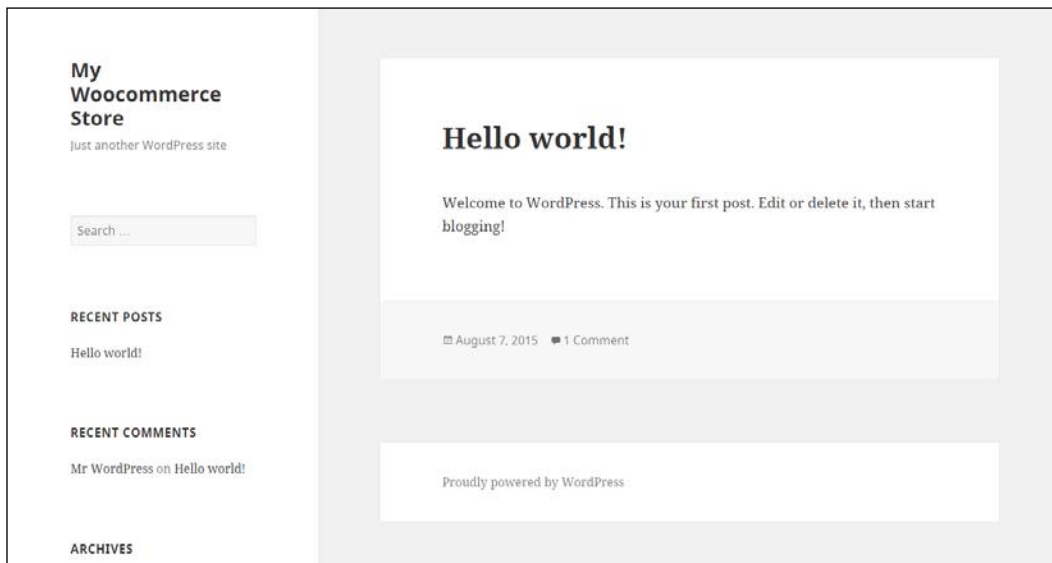 My
Woocommerce
Store
Just another WordPress site
Search ...
RECENT POSTS
Hello world!
RECENT COMMENTS
Mr WordPress on Hello world!
ARCHIVES
Hello world!
Welcome to WordPress. This is your first post. Edit or delete it, then start
blogging!
August 7, 2015 1 Comment
Proudly powered by WordPress